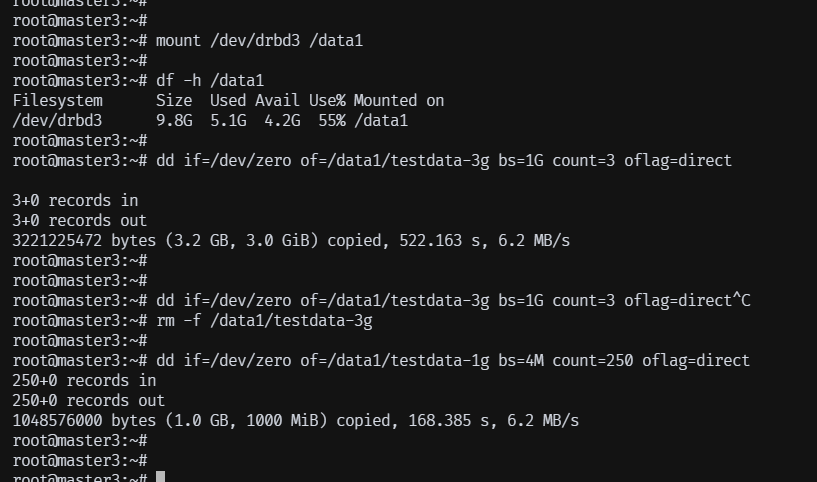 root@master3:~#
root@master3:~#
root@master3:~# mount /dev/drbd3 /data1
root@master3:~#
root@master3:~# df -h /data1
Filesystem      Size  Used Avail Use% Mounted on
/dev/drbd3      9.8G  5.1G  4.2G  55% /data1
root@master3:~#
root@master3:~# dd if=/dev/zero of=/data1/testdata-3g bs=1G count=3 oflag=direct
3+0 records in
3+0 records out
3221225472 bytes (3.2 GB, 3.0 GiB) copied, 522.163 s, 6.2 MB/s
root@master3:~#
root@master3:~#
root@master3:~# dd if=/dev/zero of=/data1/testdata-3g bs=1G count=3 oflag=direct^C
root@master3:~# rm -f /data1/testdata-3g
root@master3:~#
root@master3:~# dd if=/dev/zero of=/data1/testdata-1g bs=4M count=250 oflag=direct
250+0 records in
250+0 records out
1048576000 bytes (1.0 GB, 1000 MiB) copied, 168.385 s, 6.2 MB/s
root@master3:~#
root@master3:~#
root@master3:~#